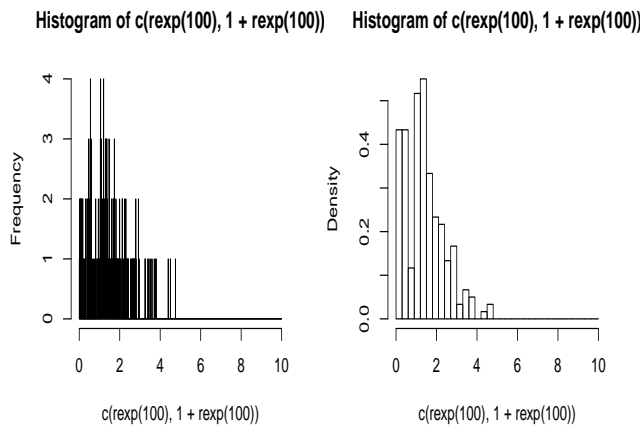 Histogram of c(rexp(100), 1 + rexp(100))
Frequency
4
3
2
1
0
0 2 4 6 8 10
c(rexp(100), 1 + rexp(100))
Histogram of c(rexp(100), 1 + rexp(100))
Density
0.4
0.2
0.0
0 2 4 6 8 10
c(rexp(100), 1 + rexp(100))